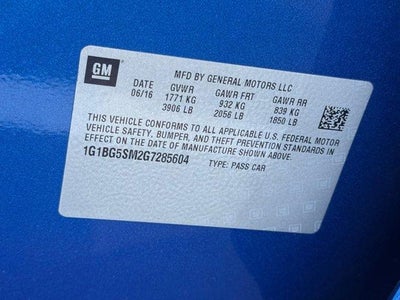 GM
MFD BY GENERAL MOTORS LLC
DATE GVWR GAWR FRT GAWR RR
06/16 1771 KG 932 KG 839 KG
3906 LB 2056 LB 1850 LB
THIS VEHICLE CONFORMS TO ALL APPLICABLE U.S. FEDERAL MOTOR
VEHICLE SAFETY, BUMPER, AND THEFT PREVENTION STANDARDS IN
EFFECT ON THE DATE OF MANUFACTURE SHOWN ABOVE.
1G1BG5SM2G7285604
TYPE: PASS CAR